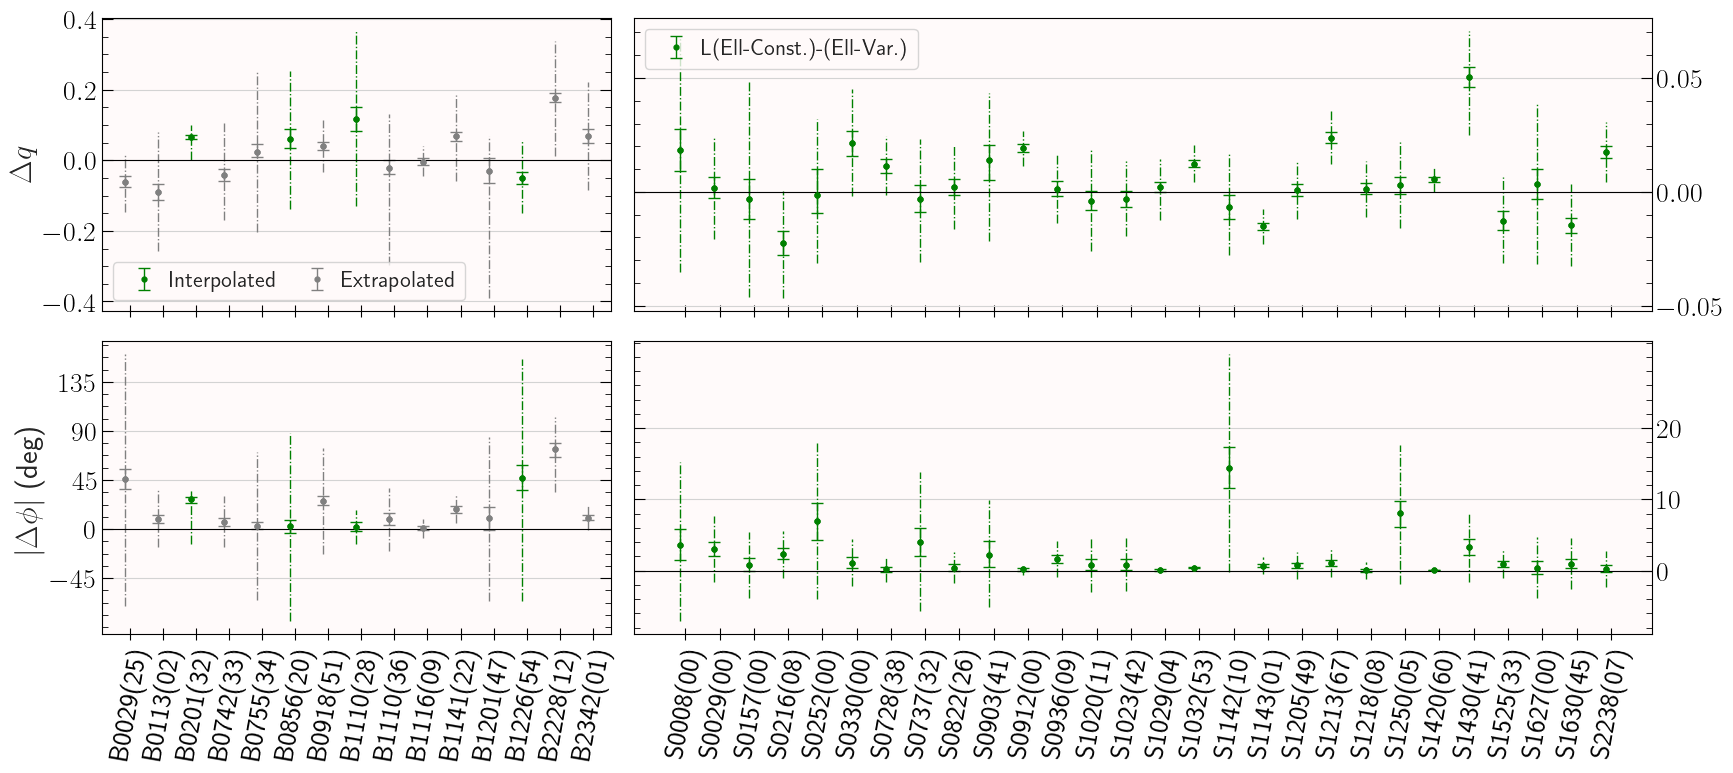 0.4
0.2
0.0
−0.2
−0.4
Δq
Interpolated
Extrapolated
L(Ell-Const.)-(Ell-Var.)
0.05
0.00
−0.05
135
90
45
0
−45
|Δϕ| (deg)
20
10
0
B0029(25)
B0113(02)
B0201(32)
B0742(33)
B0755(34)
B0856(20)
B0918(51)
B1110(28)
B1110(36)
B1116(09)
B1141(22)
B1201(47)
B1226(54)
B2228(12)
B2342(01)
S0008(00)
S0029(00)
S0157(00)
S0216(08)
S0252(00)
S0330(00)
S0728(38)
S0737(32)
S0822(26)
S0903(41)
S0912(00)
S0936(09)
S1020(11)
S1023(42)
S1029(04)
S1032(53)
S1142(10)
S1143(01)
S1205(49)
S1213(67)
S1218(08)
S1250(05)
S1420(60)
S1430(41)
S1525(33)
S1627(00)
S1630(45)
S2238(07)